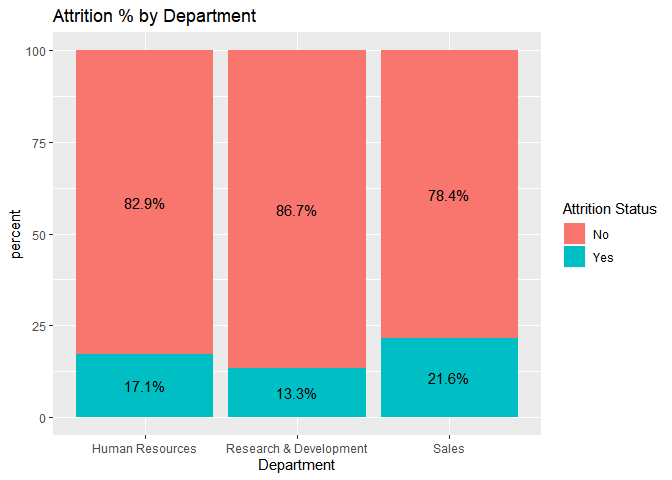 Attrition % by Department
percent
100
75
50
25
0
82.9%
86.7%
78.4%
17.1%
13.3%
21.6%
Human Resources
Research & Development
Sales
Department
Attrition Status
No
Yes